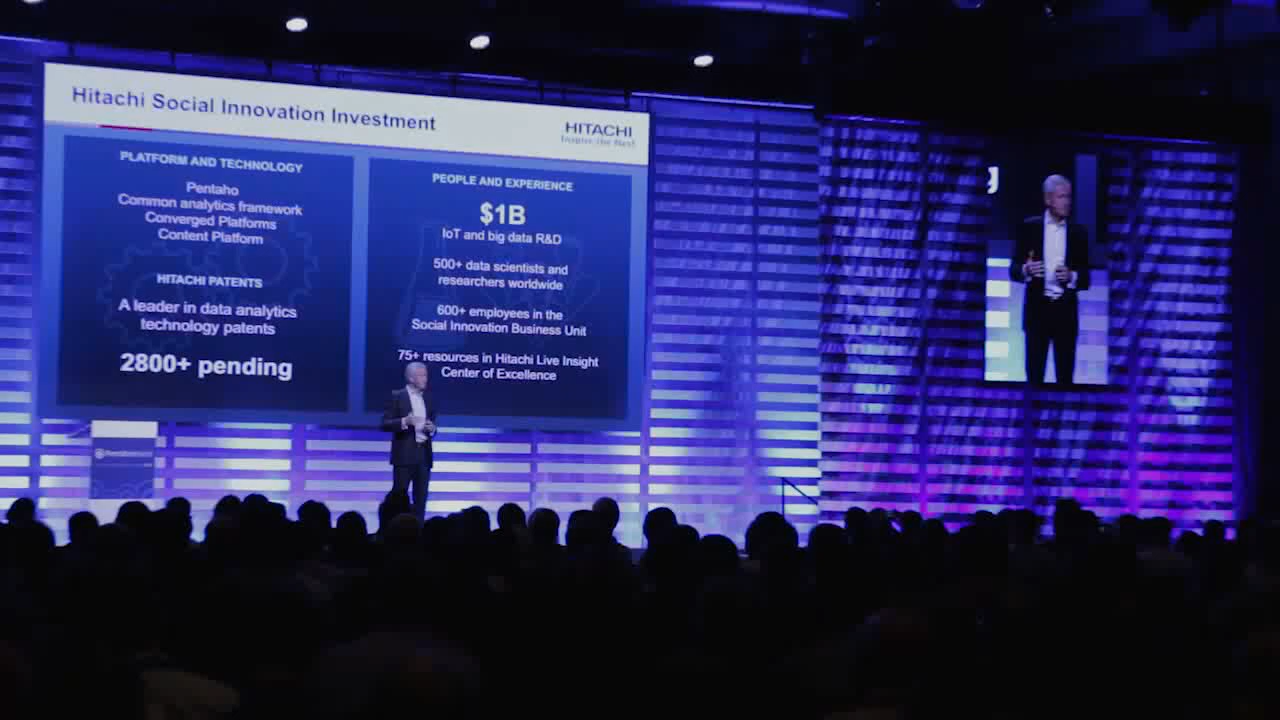 Hitachi Social Innovation Investment
HITACHI
Inspire the Next
PLATFORM AND TECHNOLOGY
Pentaho
Common analytics framework
Converged Platforms
Content Platform
HITACHI PATENTS
A leader in data analytics
technology patents
2800+ pending
PEOPLE AND EXPERIENCE
$1B
IoT and big data R&D
500+ data scientists and
researchers worldwide
600+ employees in the
Social Innovation Business Unit
75+ resources in Hitachi Live Insight
Center of Excellence
g